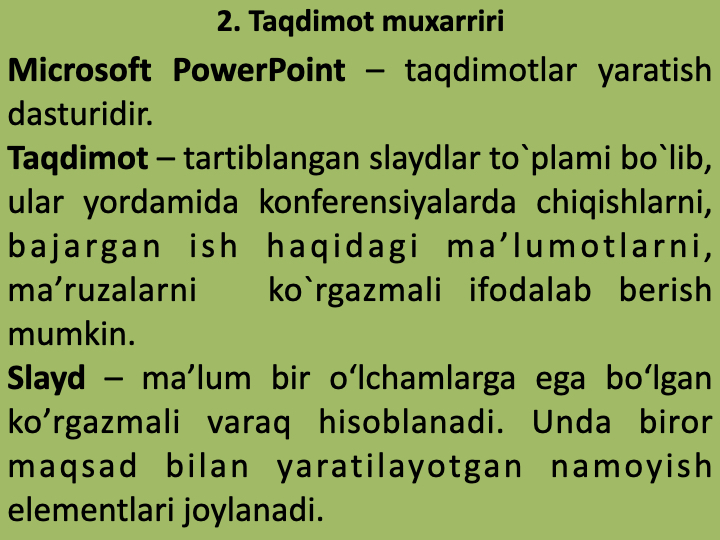 2. Taqdimot muxarriri
Microsoft PowerPoint – taqdimotlar yaratish
dasturidir.
Taqdimot – tartiblangan slaydlar to`plami bo`lib,
ular yordamida konferensiyalarda chiqishlarni,
bajargan ish haqidagi ma’lumotlarni,
ma’ruzalarni ko`rgazmali ifodalab berish
mumkin.
Slayd – ma’lum bir o‘lchamlarga ega bo‘lgan
ko’rgazmali varaq hisoblanadi. Unda biror
maqsad bilan yaratilayotgan namoyish
elementlari joylanadi.